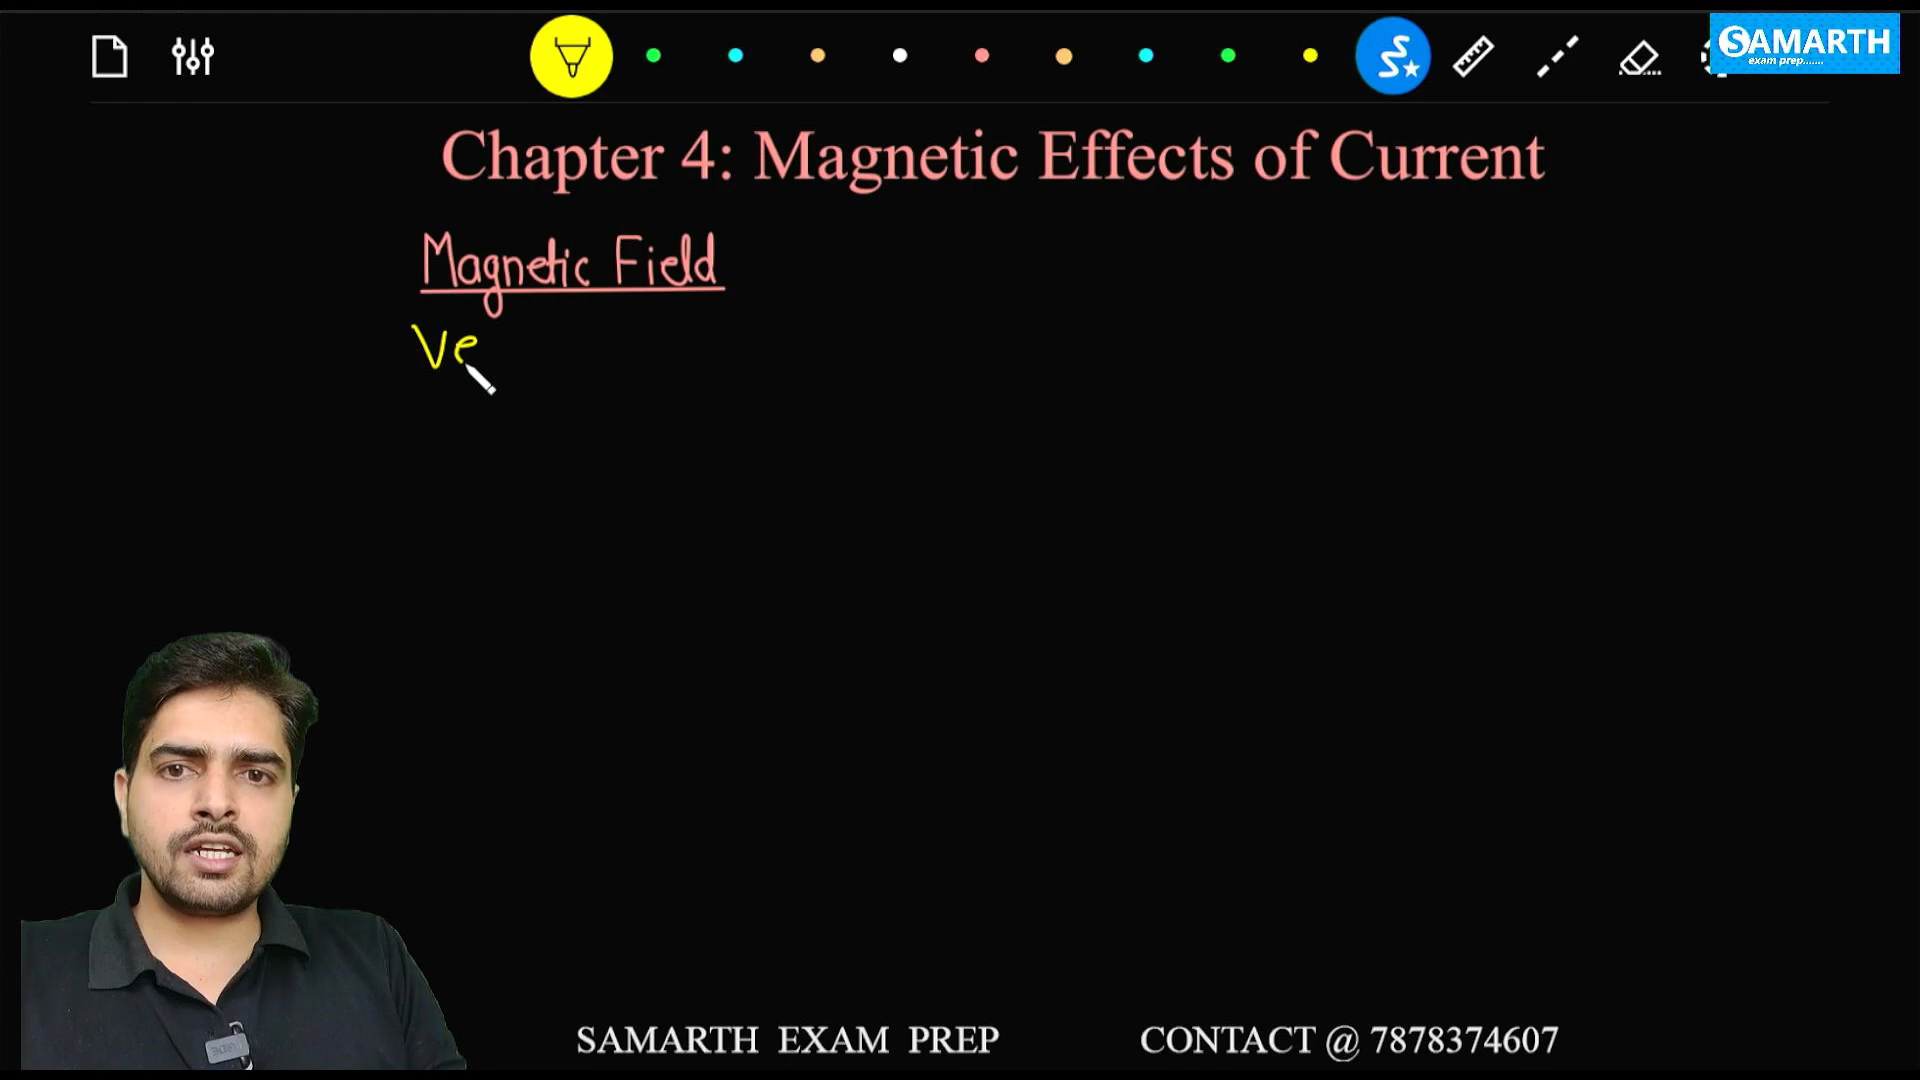 SAMARTH
exam prep.......
Chapter 4: Magnetic Effects of Current
Magnetic Field
Ve
SAMARTH EXAM PREP
CONTACT @ 7878374607